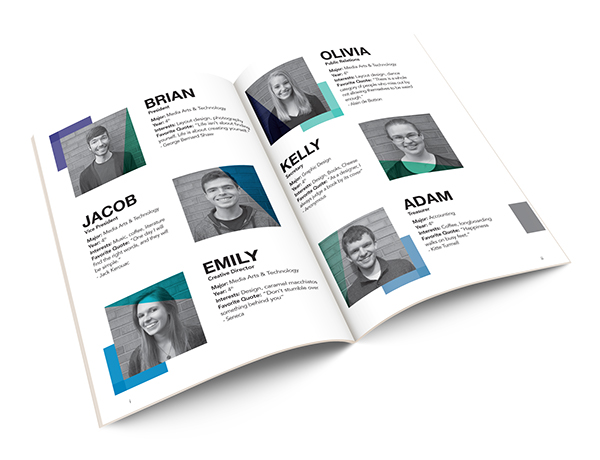 BRIAN
President
Major: Media Arts & Technology
Year: 4th
Interests: Layout design, photography
Favorite Quote: "Life isn't about finding
yourself. Life is about creating yourself."
- George Bernard Shaw
JACOB
Vice President
Major: Media Arts & Technology
Year: 4th
Interests: Music, coffee, literature
Favorite Quote: "One day I will
find the right words, and they will
be simple."
- Jack Kerouac
EMILY
Creative Director
Major: Media Arts & Technology
Year: 4th
Interests: Design, caramel macchiatos
Favorite Quote: "Don't stumble over
something behind you"
- Seneca
OLIVIA
Public Relations
Major: Media Arts & Technology
Year: 4th
Interests: Layout design, dance
Favorite Quote: "There is a whole
category of people who miss out by
not allowing themselves to be weird
enough."
- Alain de Botton
KELLY
Secretary
Major: Graphic Design
Year: 4th
Interests: Design, Books, Cheese
Favorite Quote: "As a designer, I
always judge a book by its cover"
- Anonymous
ADAM
Treasurer
Major: Accounting
Year: 4th
Interests: Coffee, longboarding
Favorite Quote: "Happiness
walks on busy feet."
- Kitte Turmell